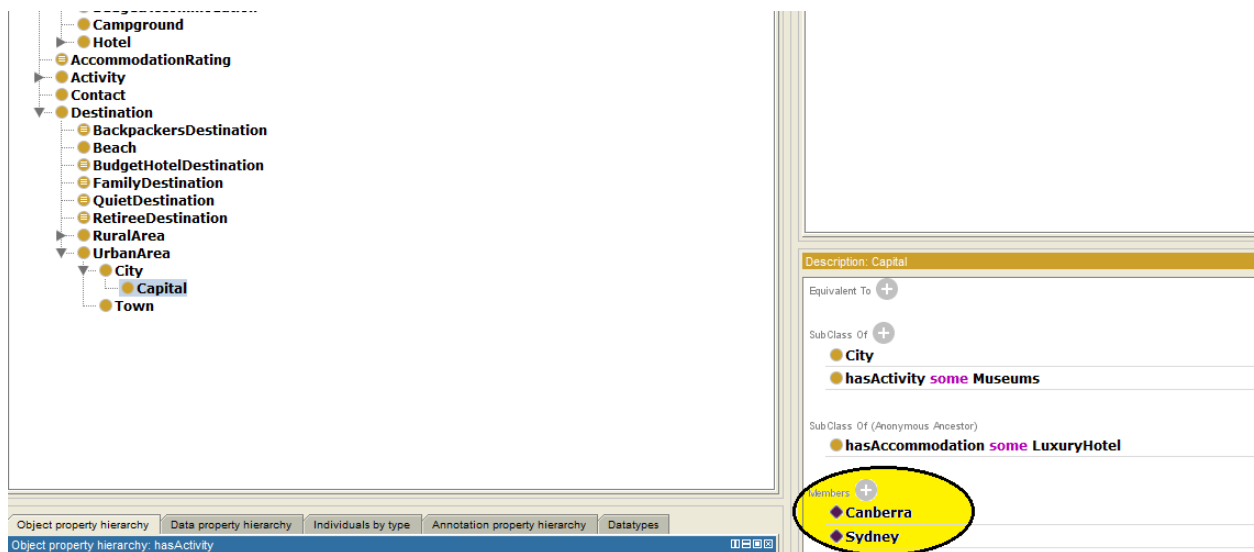 Campground
Hotel
AccommodationRating
Activity
Contact
Destination
BackpackersDestination
Beach
BudgetHotelDestination
FamilyDestination
QuietDestination
RetireeDestination
RuralArea
UrbanArea
City
Capital
Town
Object property hierarchy Data property hierarchy Individuals by type Annotation property hierarchy Datatypes
Object property hierarchy: hasActivity
Description: Capital
Equivalent To
SubClass Of
City
hasActivity some Museums
SubClass Of (Anonymous Ancestor)
hasAccommodation some LuxuryHotel
Members
Canberra
Sydney